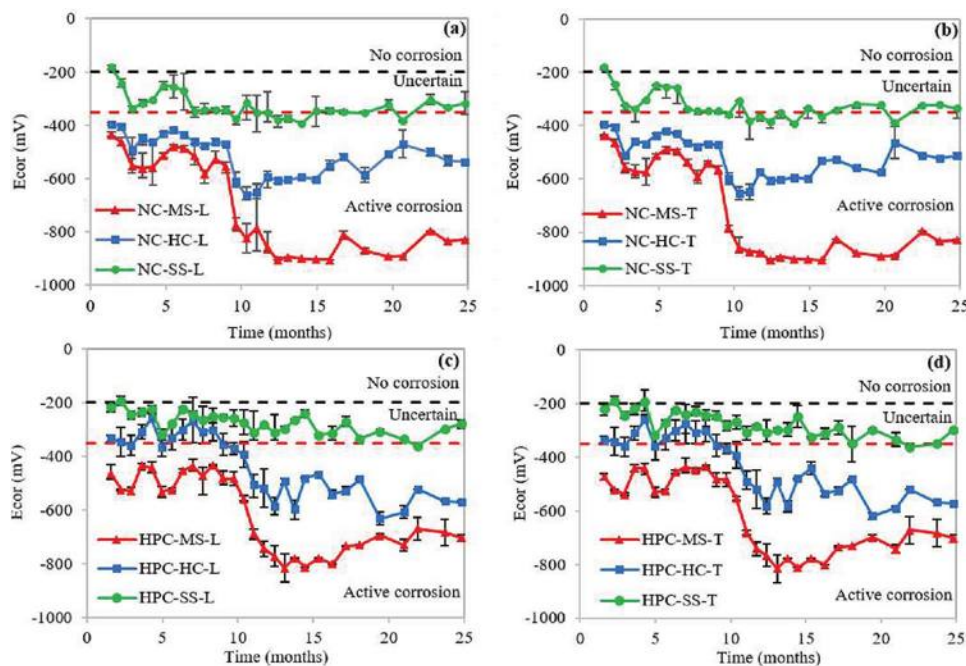 (a)
0
No corrosion
-200
Uncertain
-400
Ecor (mV)
-600
NC-MS-L
Active corrosion
NC-HC-L
-800
NC-SS-L
-1000
0 5 10 15 20 25
Time (months)
(b)
0
No corrosion
-200
Uncertain
-400
Ecor (mV)
-600
NC-MS-T
Active corrosion
NC-HC-T
-800
NC-SS-T
-1000
0 5 10 15 20 25
Time (months)
(c)
0
No corrosion
-200
Uncertain
-400
Ecor (mV)
-600
HPC-MS-L
HPC-HC-L
-800
HPC-SS-L
Active corrosion
-1000
0 5 10 15 20 25
Time (months)
(d)
0
No corrosion
-200
Uncertain
-400
Ecor (mV)
-600
HPC-MS-T
HPC-HC-T
-800
HPC-SS-T
Active corrosion
-1000
0 5 10 15 20 25
Time (months)